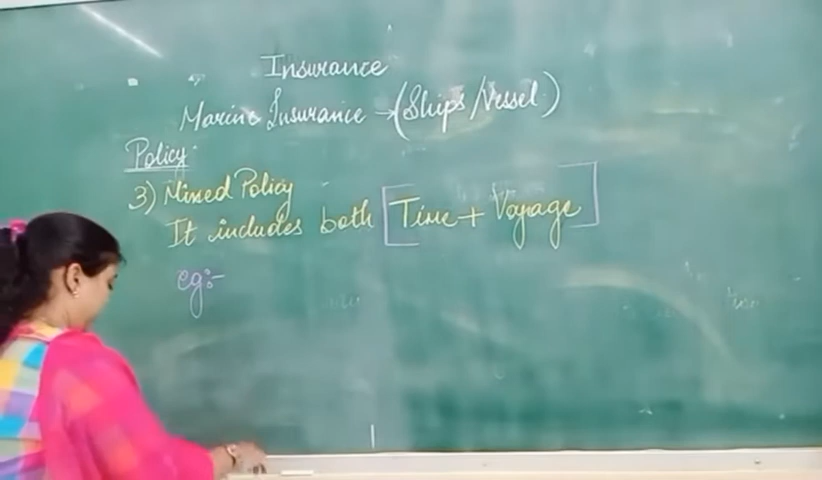 Insurance
Marine Insurance → (Ships/Vessel)
Policy
3) Mixed Policy
It includes both [Time + Voyage]
eg:-